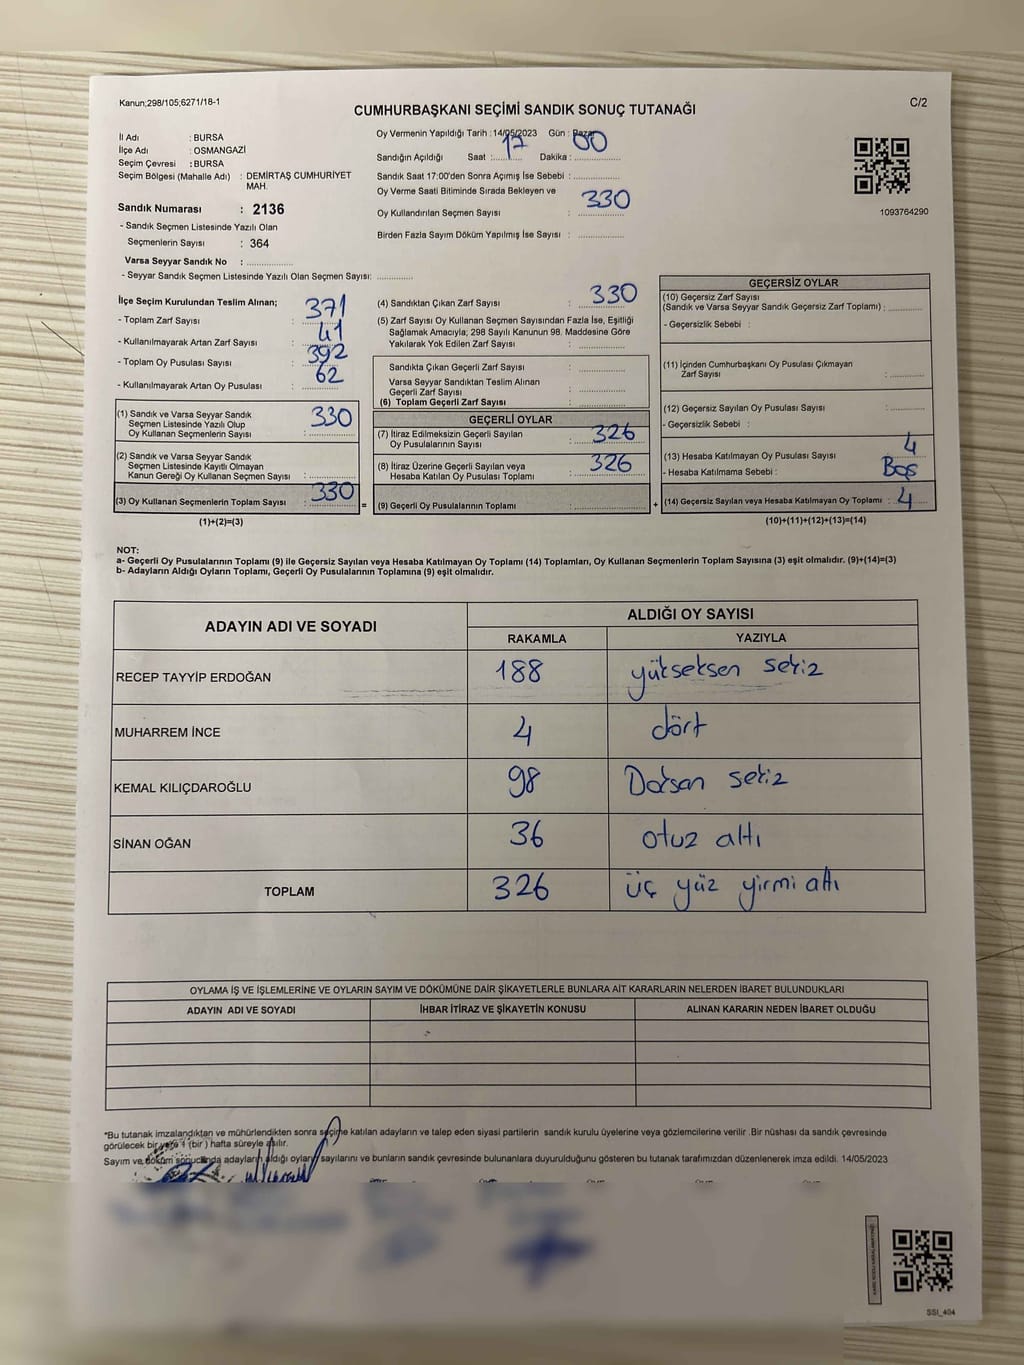 Kanun;298/105;6271/18-1
C/2
CUMHURBAŞKANI SEÇİMİ SANDIK SONUÇ TUTANAĞI
İl Adı : BURSA
İlçe Adı : OSMANGAZİ
Seçim Çevresi : BURSA
Seçim Bölgesi (Mahalle Adı) : DEMİRTAŞ CUMHURİYET
MAH.
Sandık Numarası : 2136
- Sandık Seçmen Listesinde Yazılı Olan
Seçmenlerin Sayısı : 364
Varsa Seyyar Sandık No : ................
- Seyyar Sandık Seçmen Listesinde Yazılı Olan Seçmen Sayısı: ............
Oy Vermenin Yapıldığı Tarih : 14/05/2023 Gün : Pazar
Sandığın Açıldığı Saat : 17 Dakika : 00
Sandık Saat 17:00'den Sonra Açımış İse Sebebi : ................
Oy Verme Saati Bitiminde Sırada Bekleyen ve
Oy Kullandırılan Seçmen Sayısı : 330
Birden Fazla Sayım Döküm Yapılmış İse Sayısı : ................
1093764290
İlçe Seçim Kurulundan Teslim Alınan;
- Toplam Zarf Sayısı : 371
- Kullanılmayarak Artan Zarf Sayısı : 41
- Toplam Oy Pusulası Sayısı : 392
- Kullanılmayarak Artan Oy Pusulası : 62
(1) Sandık ve Varsa Seyyar Sandık
Seçmen Listesinde Yazılı Olup
Oy Kullanan Seçmenlerin Sayısı : 330
(2) Sandık ve Varsa Seyyar Sandık
Seçmen Listesinde Kayıtlı Olmayan
Kanun Gereği Oy Kullanan Seçmen Sayısı : ................
(3) Oy Kullanan Seçmenlerin Toplam Sayısı : 330 =
(1)+(2)=(3)
(4) Sandıktan Çıkan Zarf Sayısı : 330
(5) Zarf Sayısı Oy Kullanan Seçmen Sayısından Fazla İse, Eşitliği
Sağlamak Amacıyla; 298 Sayılı Kanunun 98. Maddesine Göre
Yakılarak Yok Edilen Zarf Sayısı : ................
Sandıkta Çıkan Geçerli Zarf Sayısı : ................
Varsa Seyyar Sandıktan Teslim Alınan
Geçerli Zarf Sayısı : ................
(6) Toplam Geçerli Zarf Sayısı : ................
GEÇERLİ OYLAR
(7) İtiraz Edilmeksizin Geçerli Sayılan
Oy Pusulalarının Sayısı : 326
(8) İtiraz Üzerine Geçerli Sayılan veya
Hesaba Katılan Oy Pusulası Toplamı : 326
(9) Geçerli Oy Pusulalarının Toplamı : ................ +
GEÇERSİZ OYLAR
(10) Geçersiz Zarf Sayısı
(Sandık ve Varsa Seyyar Sandık Geçersiz Zarf Toplamı) : ............
- Geçersizlik Sebebi :
(11) İçinden Cumhurbaşkanı Oy Pusulası Çıkmayan
Zarf Sayısı : ............
(12) Geçersiz Sayılan Oy Pusulası Sayısı : ............
- Geçersizlik Sebebi :
(13) Hesaba Katılmayan Oy Pusulası Sayısı : 4
- Hesaba Katılmama Sebebi : Boş
(14) Geçersiz Sayılan veya Hesaba Katılmayan Oy Toplamı : 4
(10)+(11)+(12)+(13)=(14)
NOT:
a- Geçerli Oy Pusulalarının Toplamı (9) ile Geçersiz Sayılan veya Hesaba Katılmayan Oy Toplamı (14) Toplamları, Oy Kullanan Seçmenlerin Toplam Sayısına (3) eşit olmalıdır. (9)+(14)=(3)
b- Adayların Aldığı Oyların Toplamı, Geçerli Oy Pusulalarının Toplamına (9) eşit olmalıdır.
ADAYIN ADI VE SOYADI ALDIĞI OY SAYISI
RAKAMLA YAZIYLA
RECEP TAYYİP ERDOĞAN 188 yükseksen sekiz
MUHARREM İNCE 4 dört
KEMAL KILIÇDAROĞLU 98 Doksan sekiz
SİNAN OĞAN 36 otuz altı
TOPLAM 326 üç yüz yirmi altı
OYLAMA İŞ VE İŞLEMLERİNE VE OYLARIN SAYIM VE DÖKÜMÜNE DAİR ŞİKAYETLERLE BUNLARA AİT KARARLARIN NELERDEN İBARET BULUNDUKLARI
ADAYIN ADI VE SOYADI İHBAR İTİRAZ VE ŞİKAYETİN KONUSU ALINAN KARARIN NEDEN İBARET OLDUĞU
*Bu tutanak imzalandıktan ve mühürlendikten sonra seçime katılan adayların ve talep eden siyasi partilerin sandık kurulu üyelerine veya gözlemcilerine verilir .Bir nüshası da sandık çevresinde
görülecek bir yere 1 (bir ) hafta süreyle asılır.
Sayım ve döküm sonucunda adayların aldığı oyların sayılarını ve bunların sandık çevresinde bulunanlara duyurulduğunu gösteren bu tutanak tarafımızdan düzenlenerek imza edildi. 14/05/2023
SSI_404